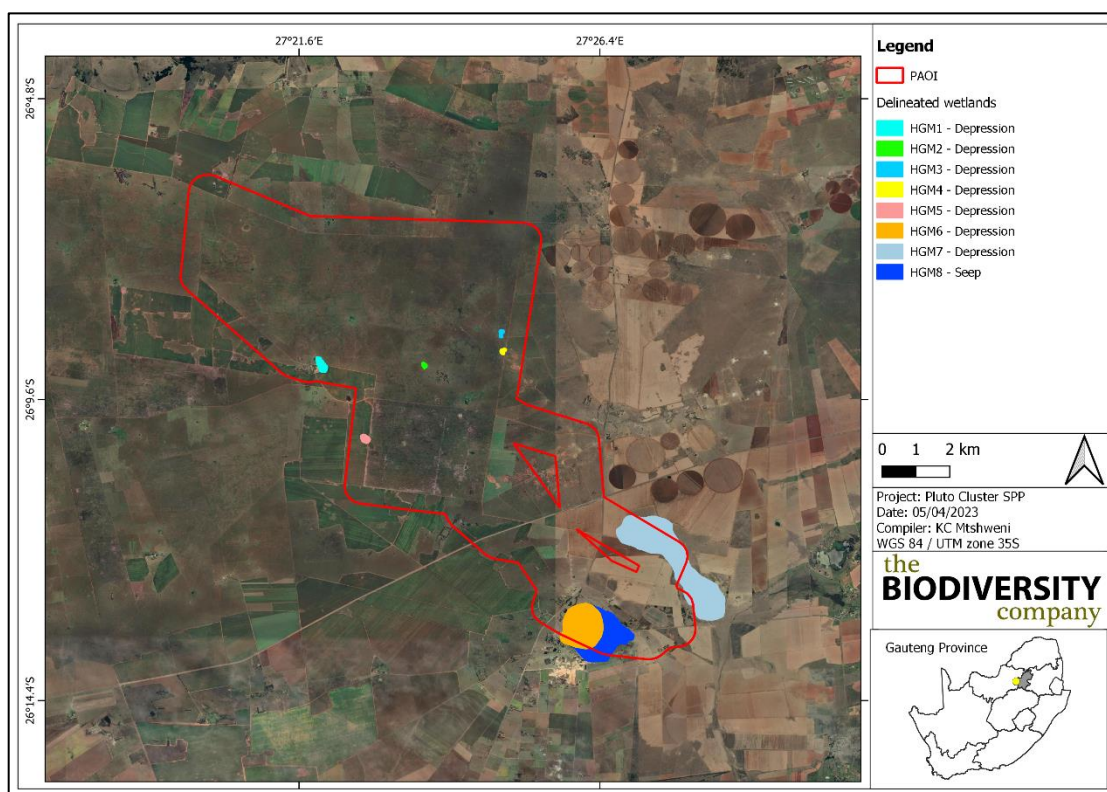 27°21.6'E
27°26.4'E
26°4.8'S
26°9.6'S
26°14.4'S
Legend
PAOI
Delineated wetlands
HGM1 - Depression
HGM2 - Depression
HGM3 - Depression
HGM4 - Depression
HGM5 - Depression
HGM6 - Depression
HGM7 - Depression
HGM8 - Seep
0 1 2 km
Project: Pluto Cluster SPP
Date: 05/04/2023
Compiler: KC Mtshweni
WGS 84 / UTM zone 35S
the
BIODIVERSITY
company
Gauteng Province